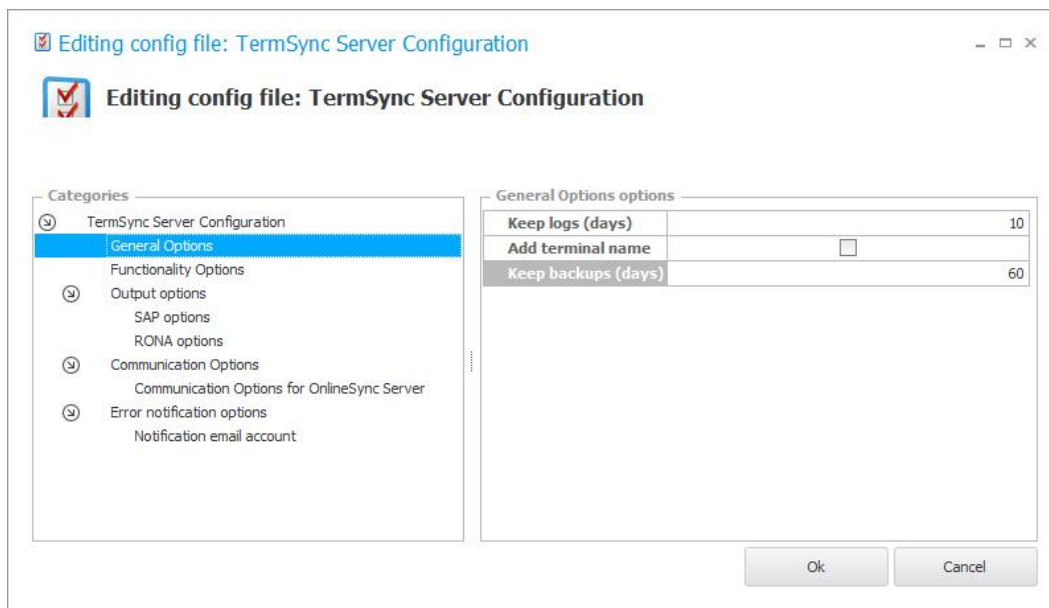 Editing config file: TermSync Server Configuration
Editing config file: TermSync Server Configuration
Categories
TermSync Server Configuration
General Options
Functionality Options
Output options
SAP options
RONA options
Communication Options
Communication Options for OnlineSync Server
Error notification options
Notification email account
General Options options
Keep logs (days) 10
Add terminal name
Keep backups (days) 60
Ok Cancel